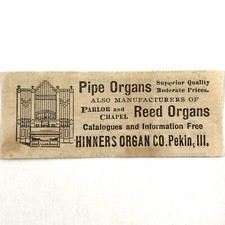 Pipe Organs Superior Quality
Moderate Prices.
ALSO MANUFACTURERS OF
PARLOR and CHAPEL Reed Organs
Catalogues and Information Free
HINNERS ORGAN CO. Pekin, Ill.